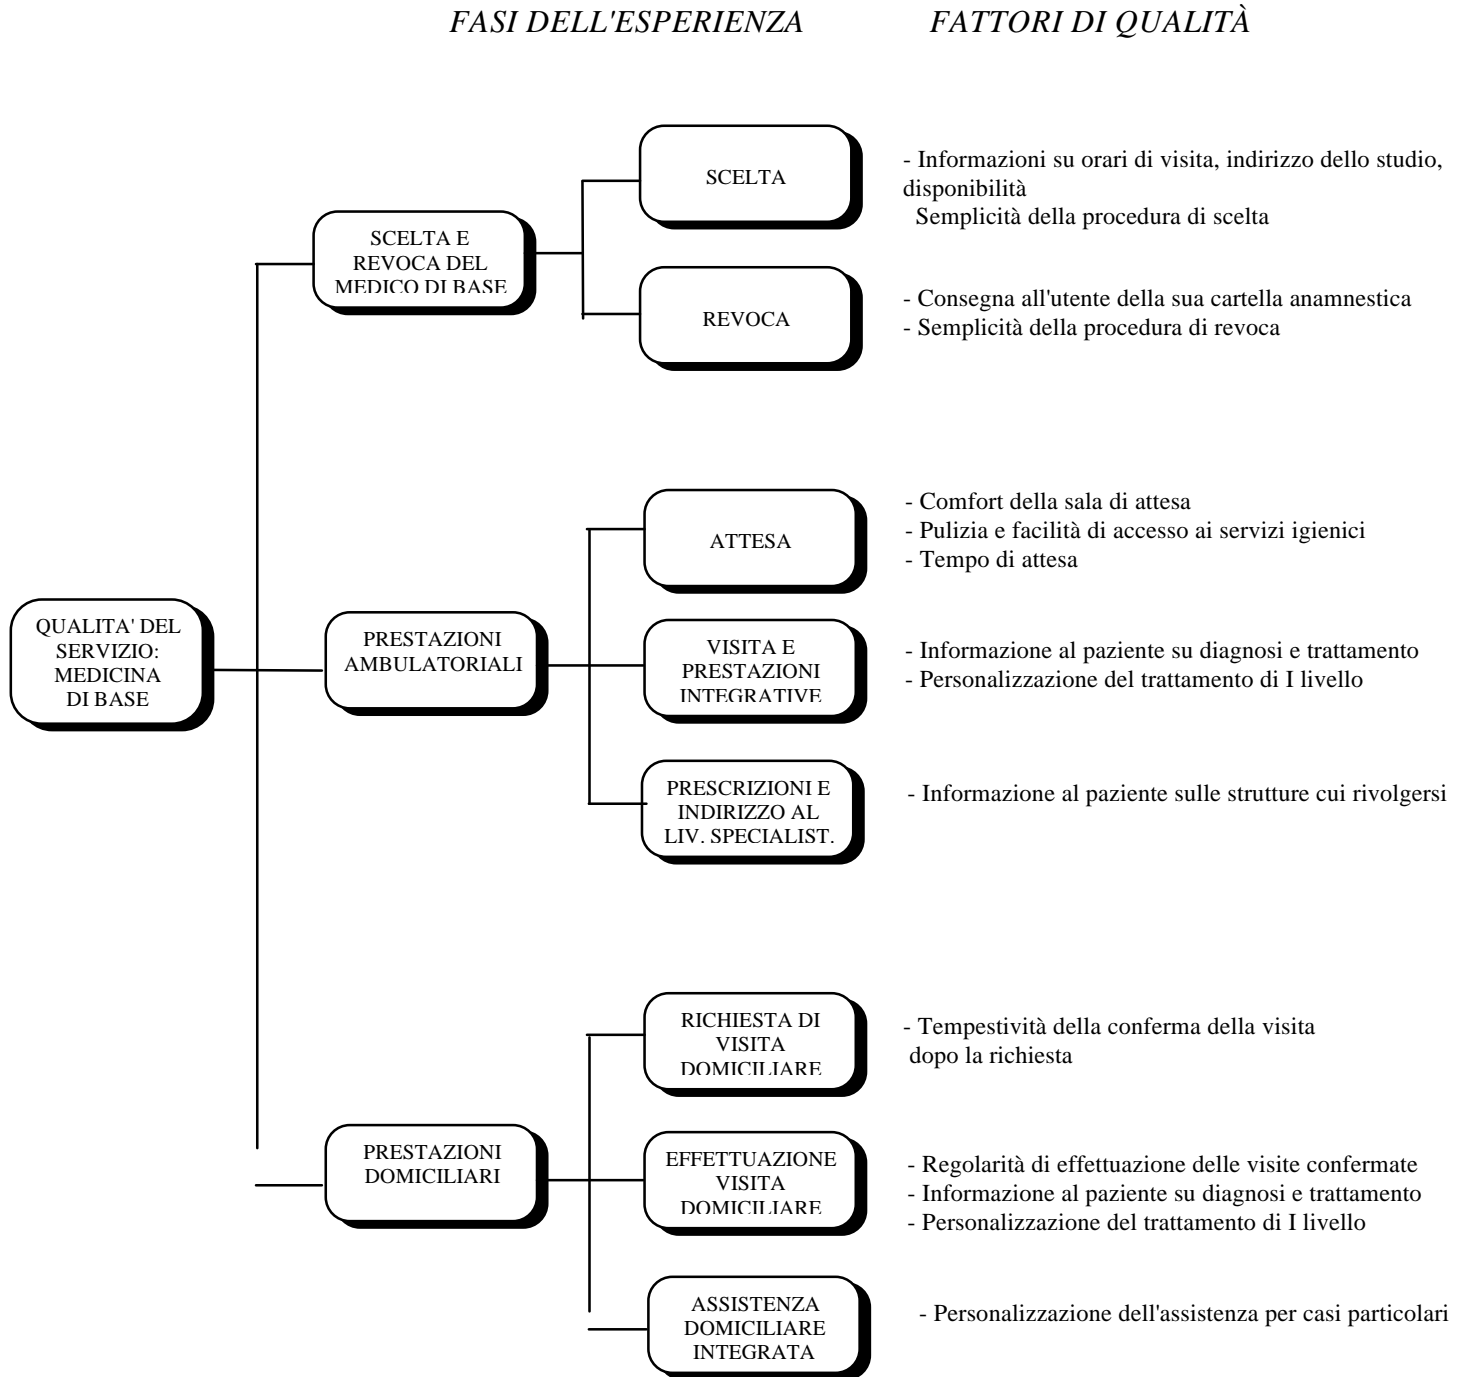 FASI DELL'ESPERIENZA
FATTORI DI QUALITÀ
SCELTA
- Informazioni su orari di visita, indirizzo dello studio,
disponibilità
Semplicità della procedura di scelta
SCELTA E
REVOCA DEL
MEDICO DI BASE
REVOCA
- Consegna all'utente della sua cartella anamnestica
- Semplicità della procedura di revoca
ATTESA
- Comfort della sala di attesa
- Pulizia e facilità di accesso ai servizi igienici
- Tempo di attesa
QUALITA' DEL
SERVIZIO:
MEDICINA
DI BASE
PRESTAZIONI
AMBULATORIALI
VISITA E
PRESTAZIONI
INTEGRATIVE
- Informazione al paziente su diagnosi e trattamento
- Personalizzazione del trattamento di I livello
PRESCRIZIONI E
INDIRIZZO AL
LIV. SPECIALIST.
- Informazione al paziente sulle strutture cui rivolgersi
RICHIESTA DI
VISITA
DOMICILIARE
- Tempestività della conferma della visita
dopo la richiesta
PRESTAZIONI
DOMICILIARI
EFFETTUAZIONE
VISITA
DOMICILIARE
- Regolarità di effettuazione delle visite confermate
- Informazione al paziente su diagnosi e trattamento
- Personalizzazione del trattamento di I livello
ASSISTENZA
DOMICILIARE
INTEGRATA
- Personalizzazione dell'assistenza per casi particolari